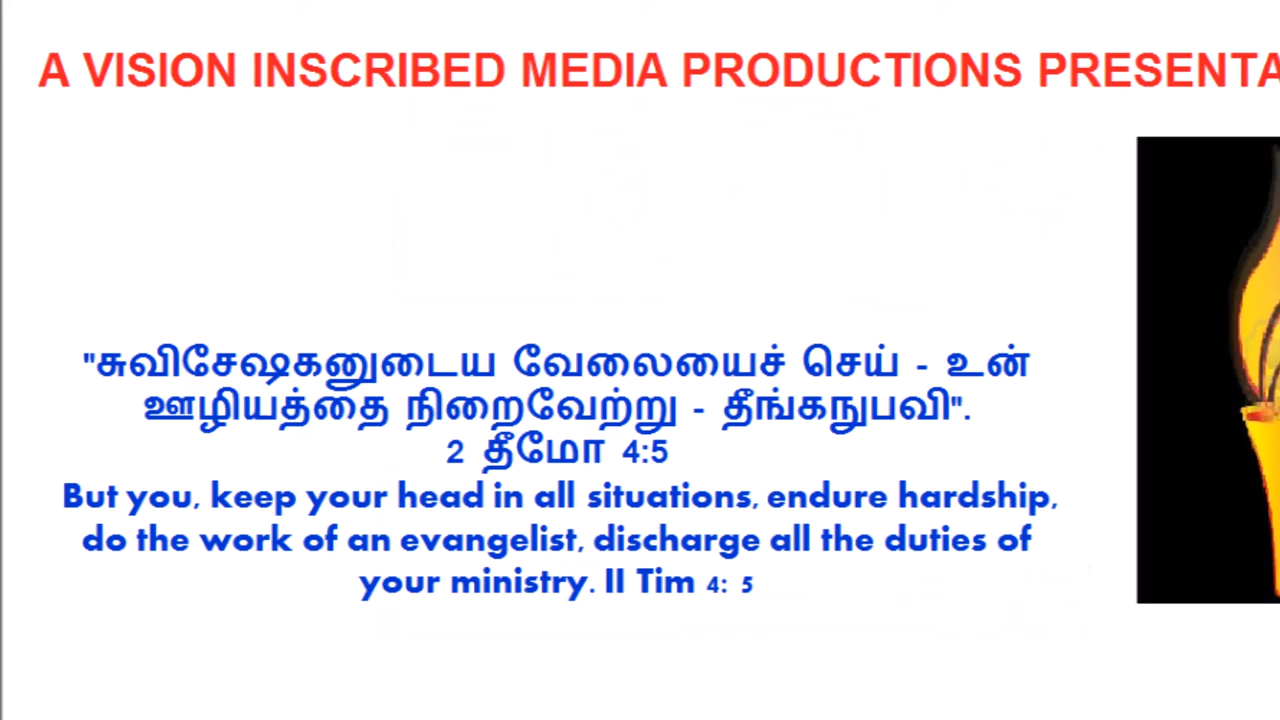 A VISION INSCRIBED MEDIA PRODUCTIONS PRESENTA
"சுவிசேஷகனுடைய வேலையைச் செய் - உன்
ஊழியத்தை நிறைவேற்று - தீங்கநுபவி".
2 தீமோ 4:5
But you, keep your head in all situations, endure hardship,
do the work of an evangelist, discharge all the duties of
your ministry. II Tim 4: 5